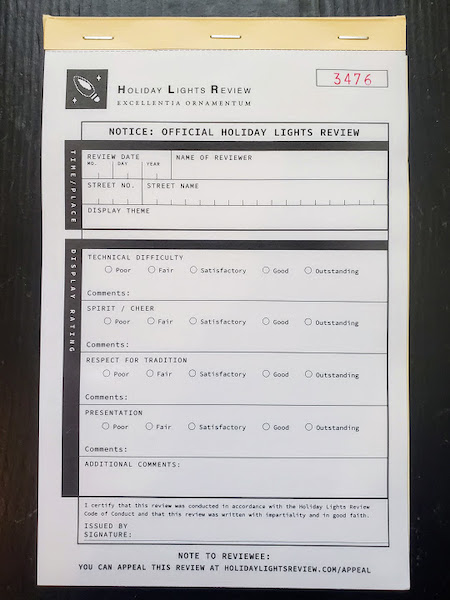 3476
HOLIDAY LIGHTS REVIEW
EXCELLENTIA ORNAMENTUM
NOTICE: OFFICIAL HOLIDAY LIGHTS REVIEW
TIME/PLACE
REVIEW DATE
NAME OF REVIEWER
MO. DAY YEAR
STREET NO. STREET NAME
DISPLAY THEME
DISPLAY RATING
TECHNICAL DIFFICULTY
Poor Fair Satisfactory Good Outstanding
Comments:
SPIRIT / CHEER
Poor Fair Satisfactory Good Outstanding
Comments:
RESPECT FOR TRADITION
Poor Fair Satisfactory Good Outstanding
Comments:
PRESENTATION
Poor Fair Satisfactory Good Outstanding
Comments:
ADDITIONAL COMMENTS:
I certify that this review was conducted in accordance with the Holiday Lights Review
Code of Conduct and that this review was written with impartiality and in good faith.
ISSUED BY
SIGNATURE:
NOTE TO REVIEWEE:
YOU CAN APPEAL THIS REVIEW AT HOLIDAYLIGHTSREVIEW.COM/APPEAL